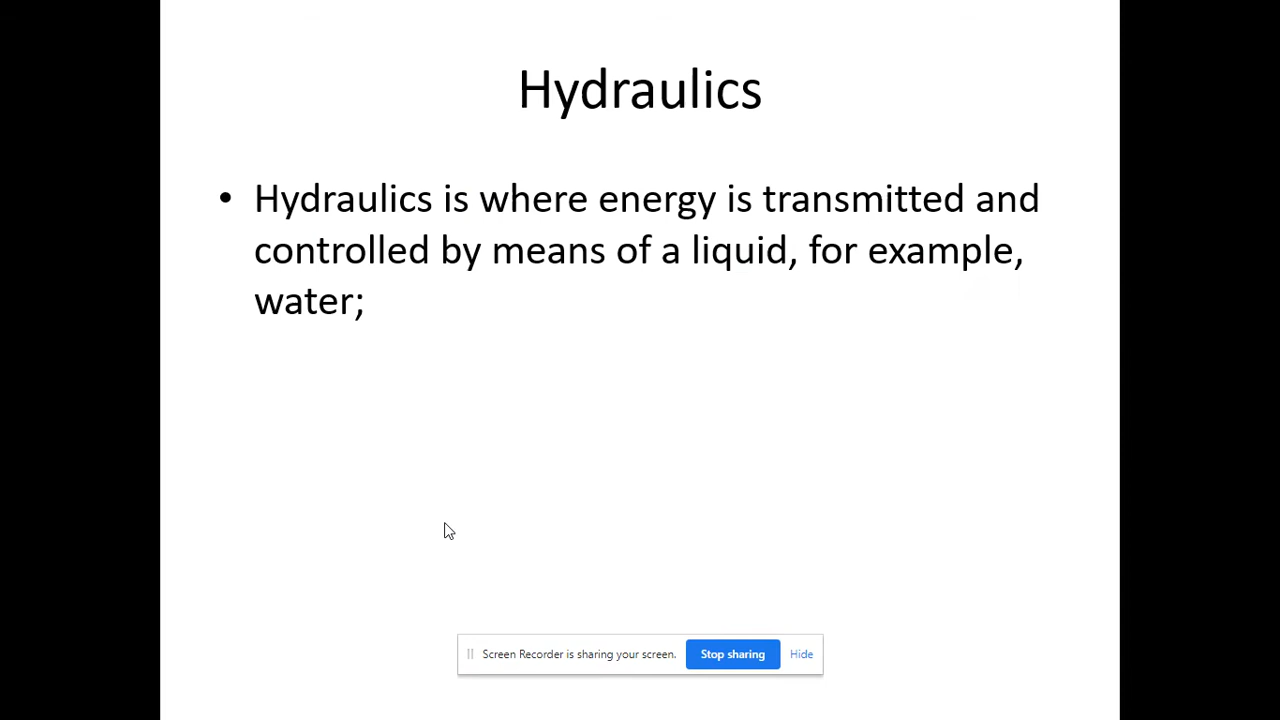 Hydraulics
• Hydraulics is where energy is transmitted and
controlled by means of a liquid, for example,
water;
Screen Recorder is sharing your screen. Stop sharing Hide